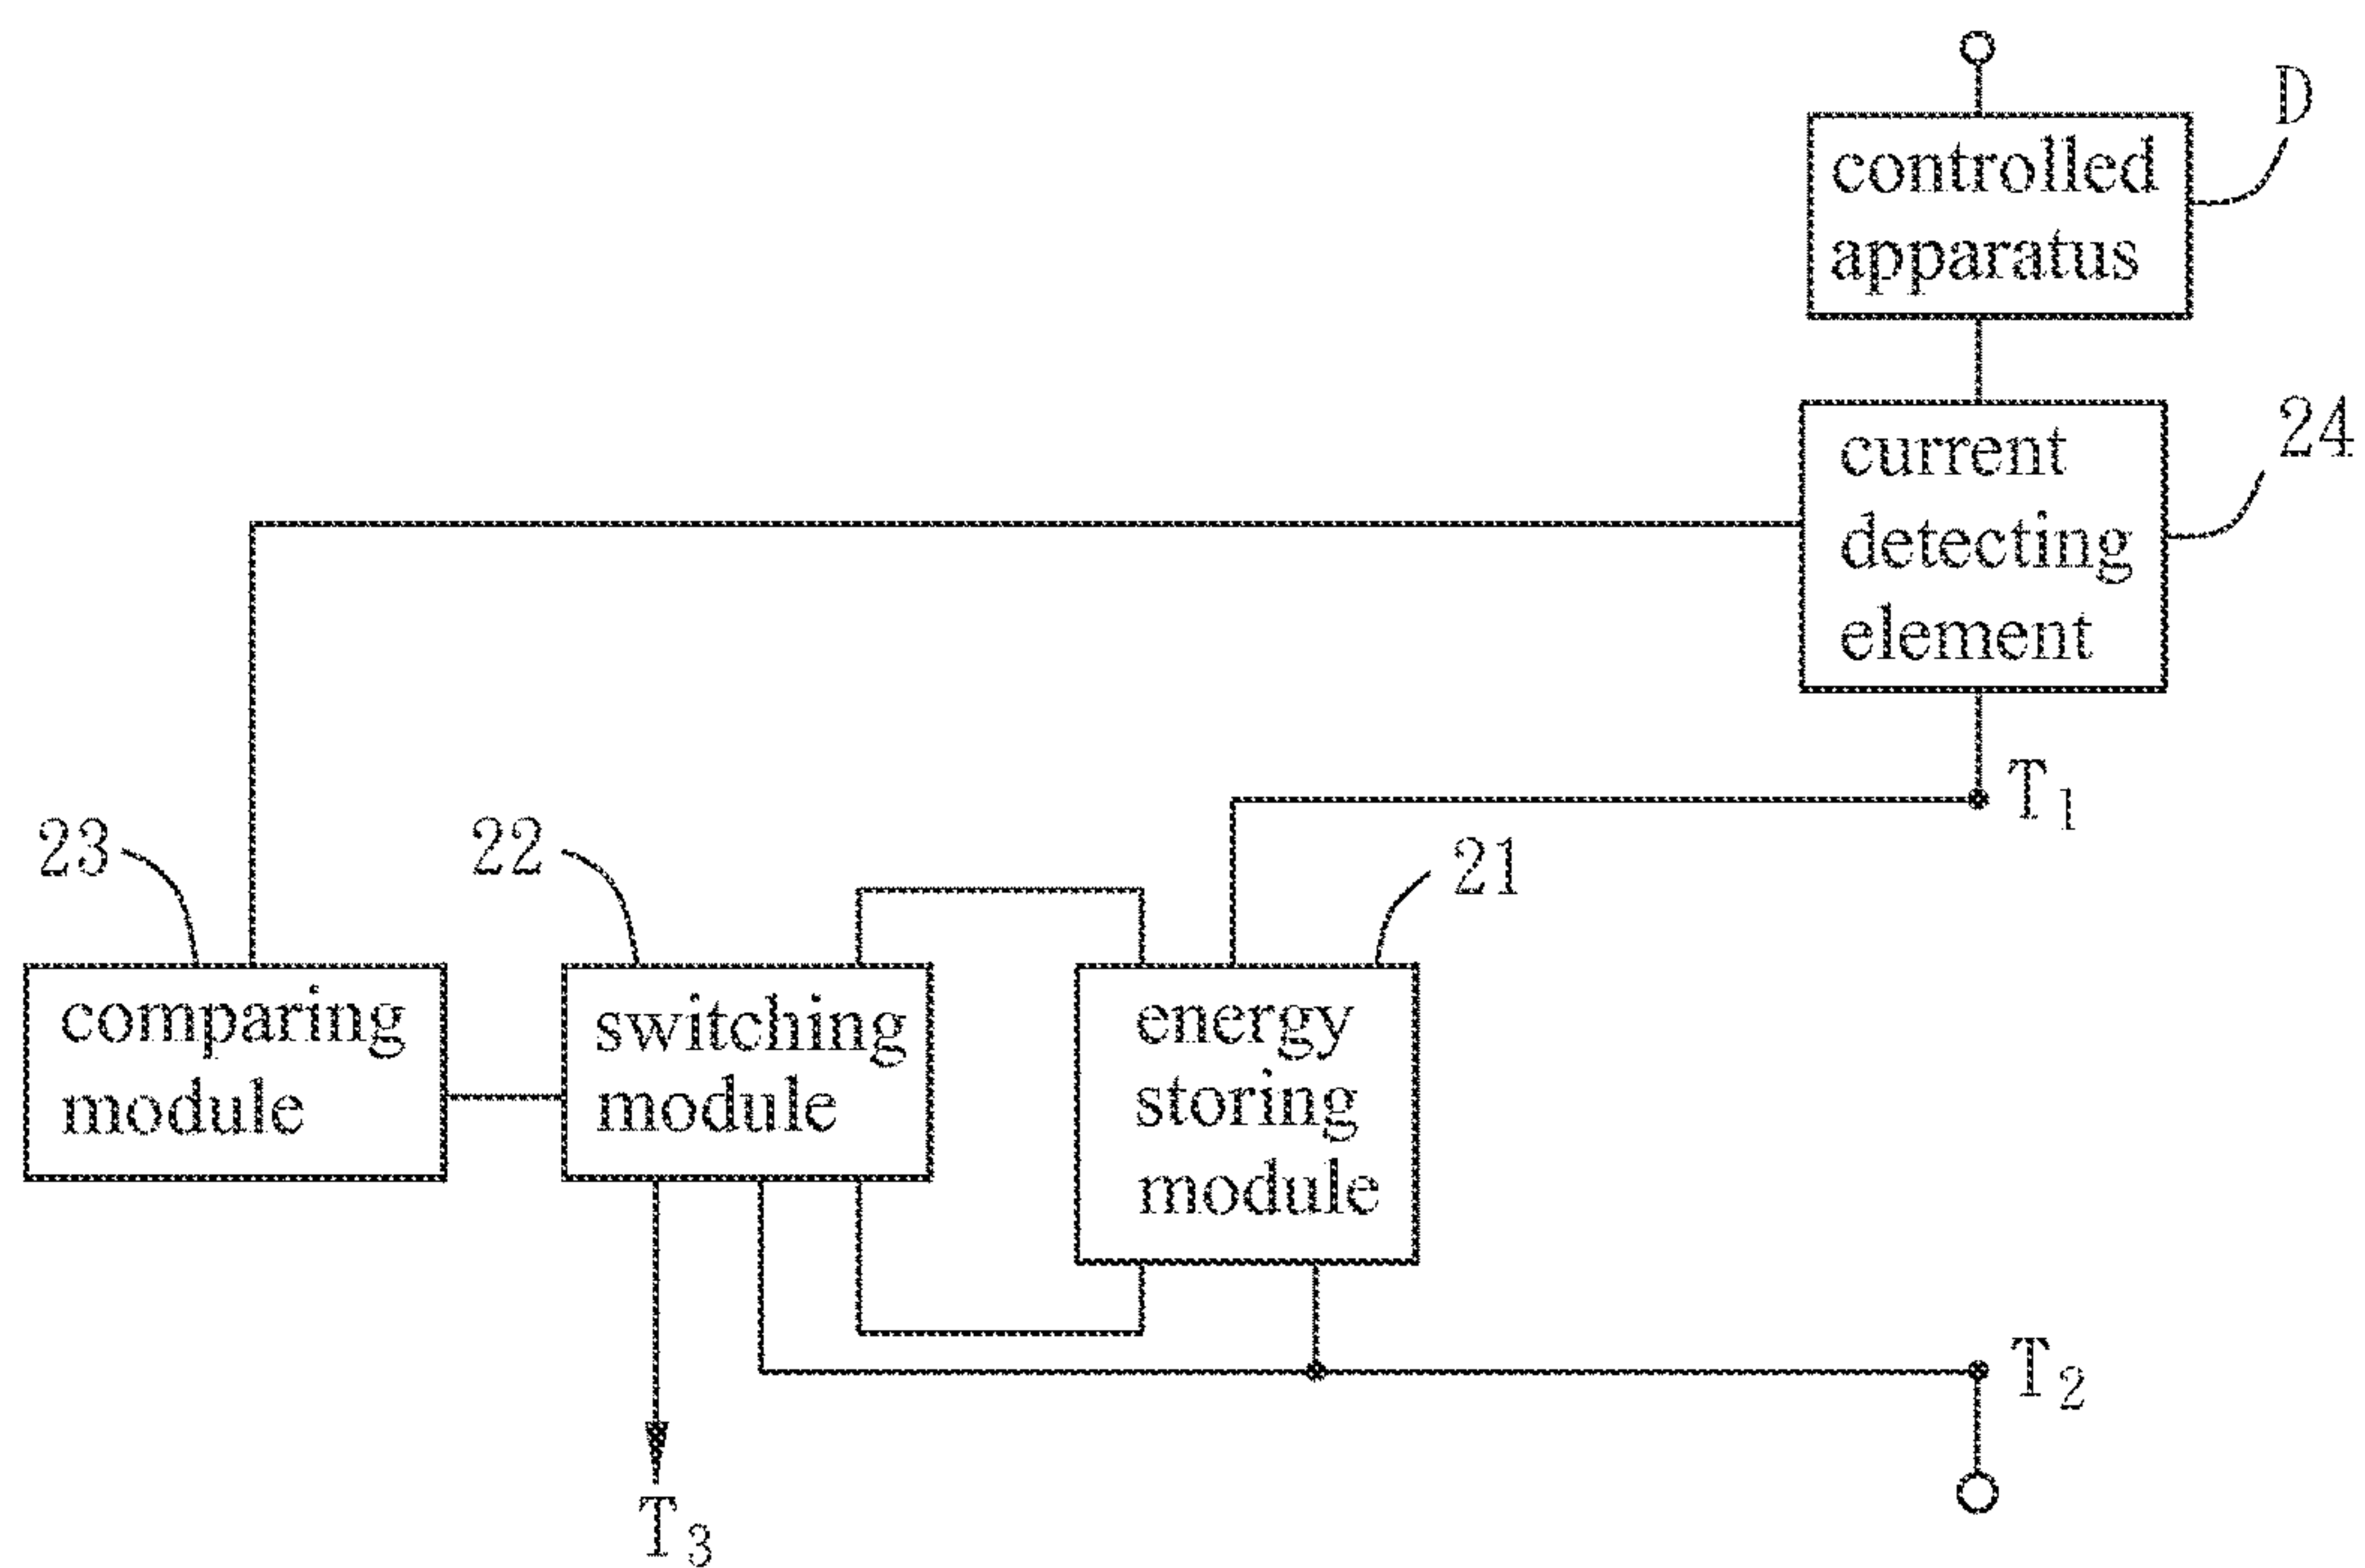 D
controlled
apparatus
24
current
detecting
element
T1
23
22
21
comparing
module
switching
module
energy
storing
module
T2
T3